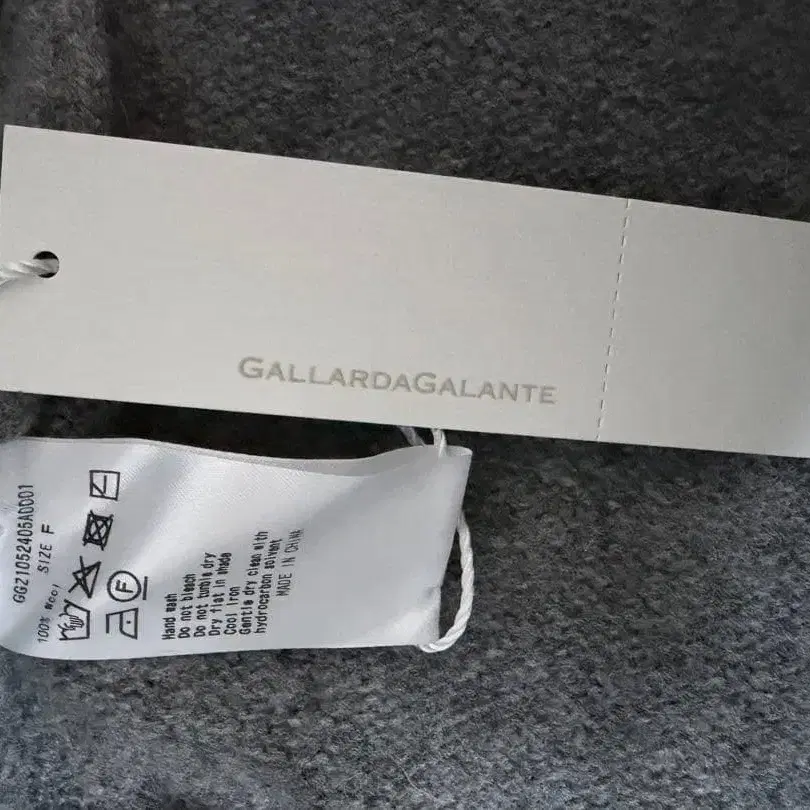 GALLARDAGALANTE
GG21052405A0001
100% Wool SIZE F
F
Hand wash
Do not bleach
Do not tumble dry
Dry flat in shade
Cool iron
Gentle dry clean with
hydrocarbon solvent
MADE IN CHINA